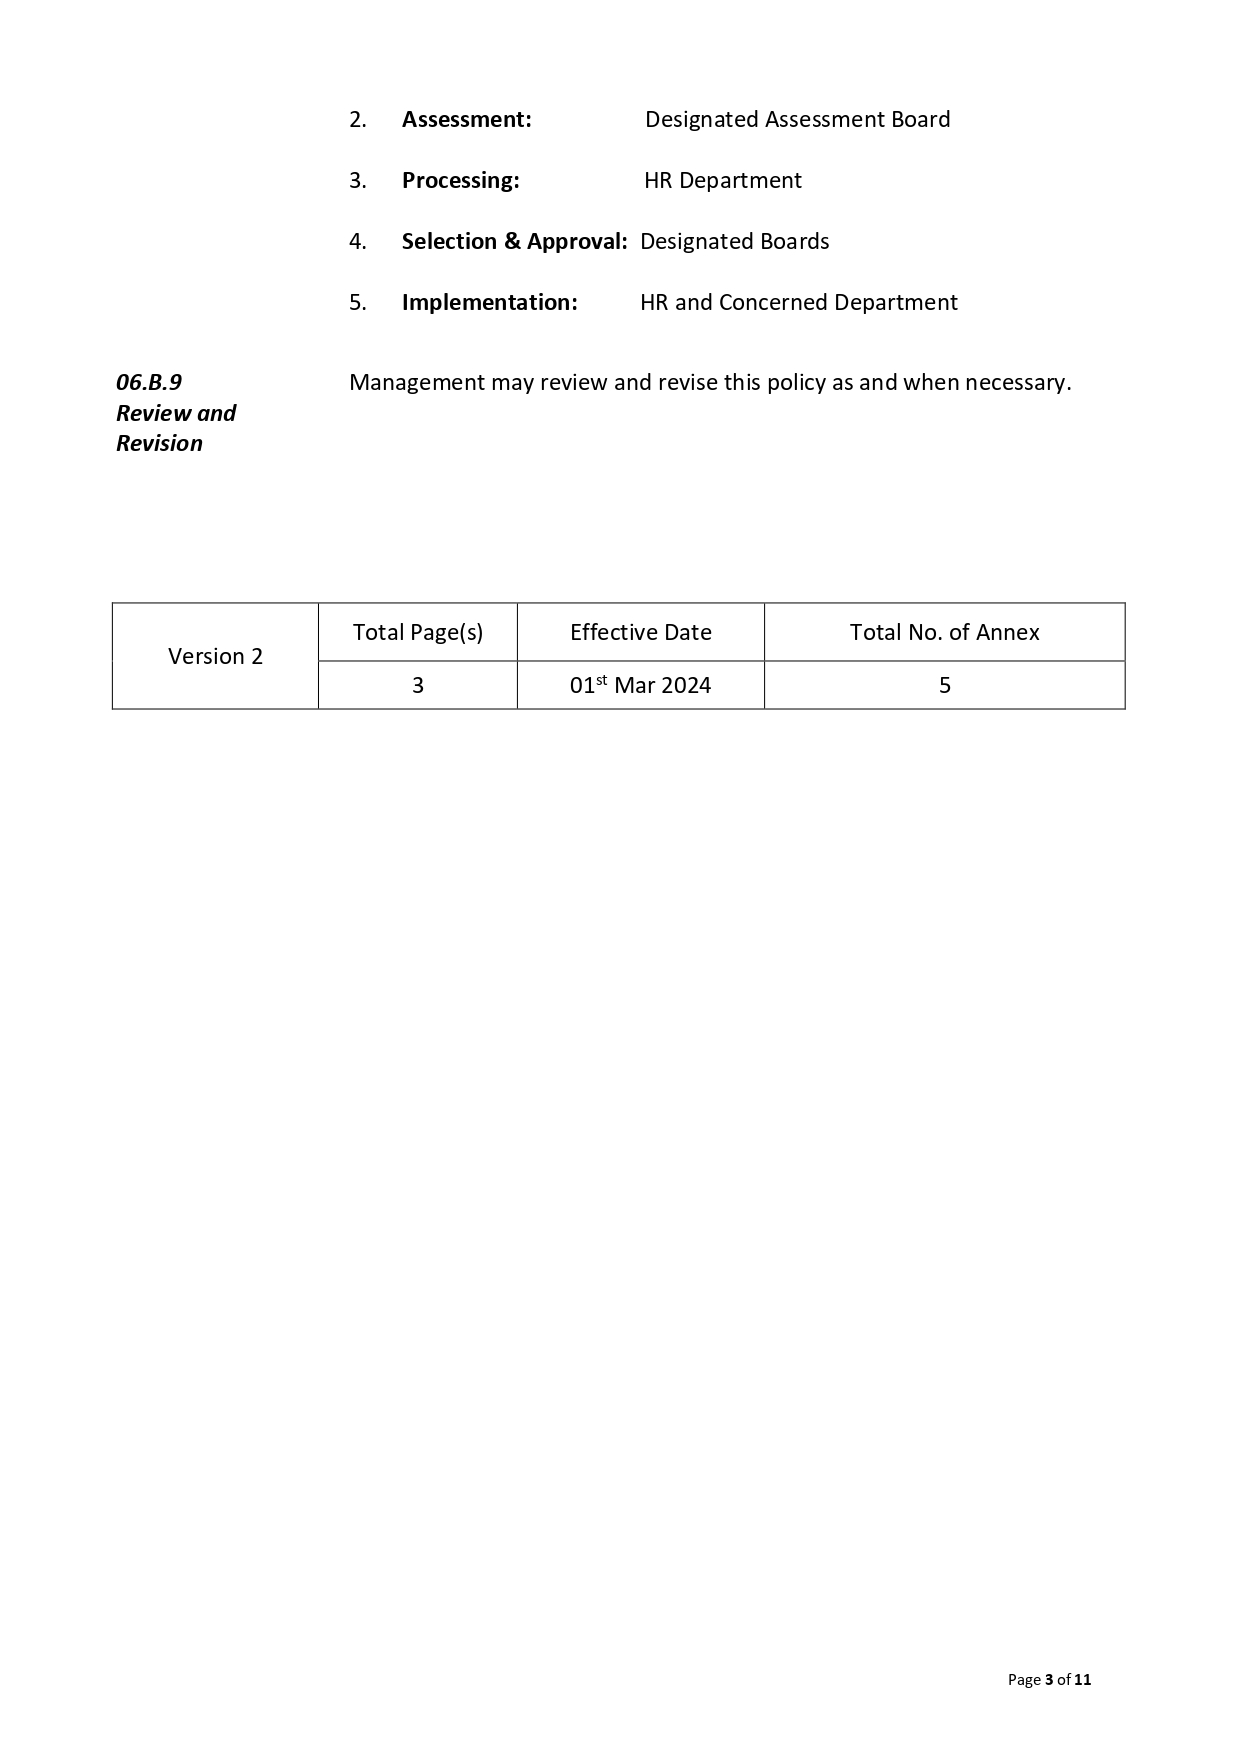 2. Assessment: Designated Assessment Board
3. Processing: HR Department
4. Selection & Approval: Designated Boards
5. Implementation: HR and Concerned Department
06.B.9 Management may review and revise this policy as and when necessary.
Review and
Revision
Version 2
Total Page(s) Effective Date Total No. of Annex
3 01st Mar 2024 5
Page 3 of 11